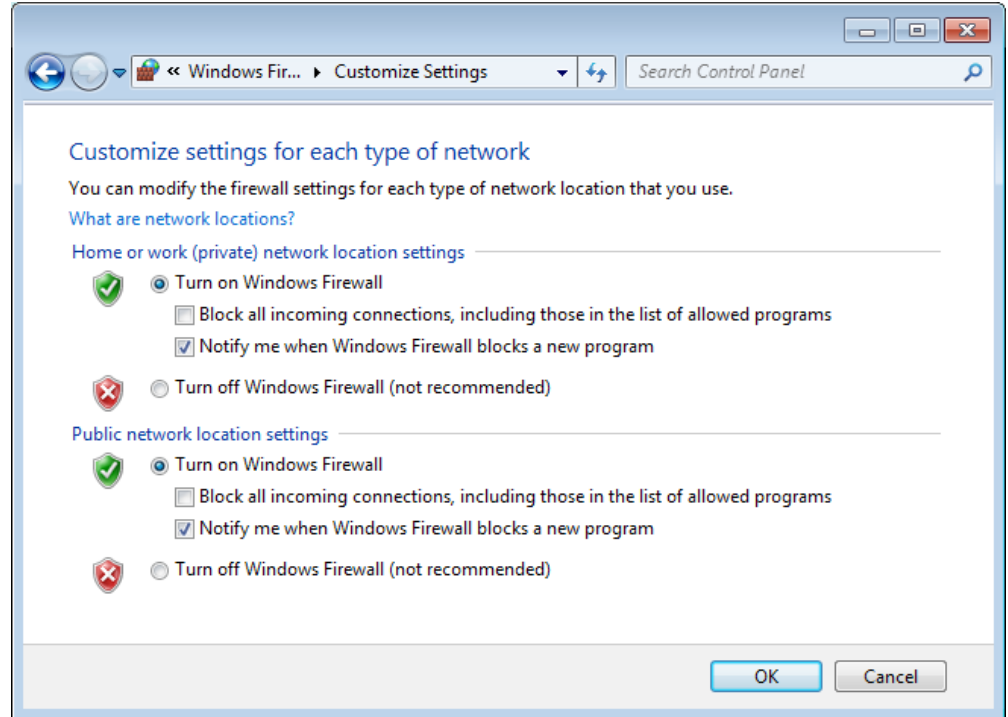 « Windows Fir... ▸ Customize Settings
Search Control Panel
Customize settings for each type of network
You can modify the firewall settings for each type of network location that you use.
What are network locations?
Home or work (private) network location settings
Turn on Windows Firewall
Block all incoming connections, including those in the list of allowed programs
Notify me when Windows Firewall blocks a new program
Turn off Windows Firewall (not recommended)
Public network location settings
Turn on Windows Firewall
Block all incoming connections, including those in the list of allowed programs
Notify me when Windows Firewall blocks a new program
Turn off Windows Firewall (not recommended)
OK
Cancel